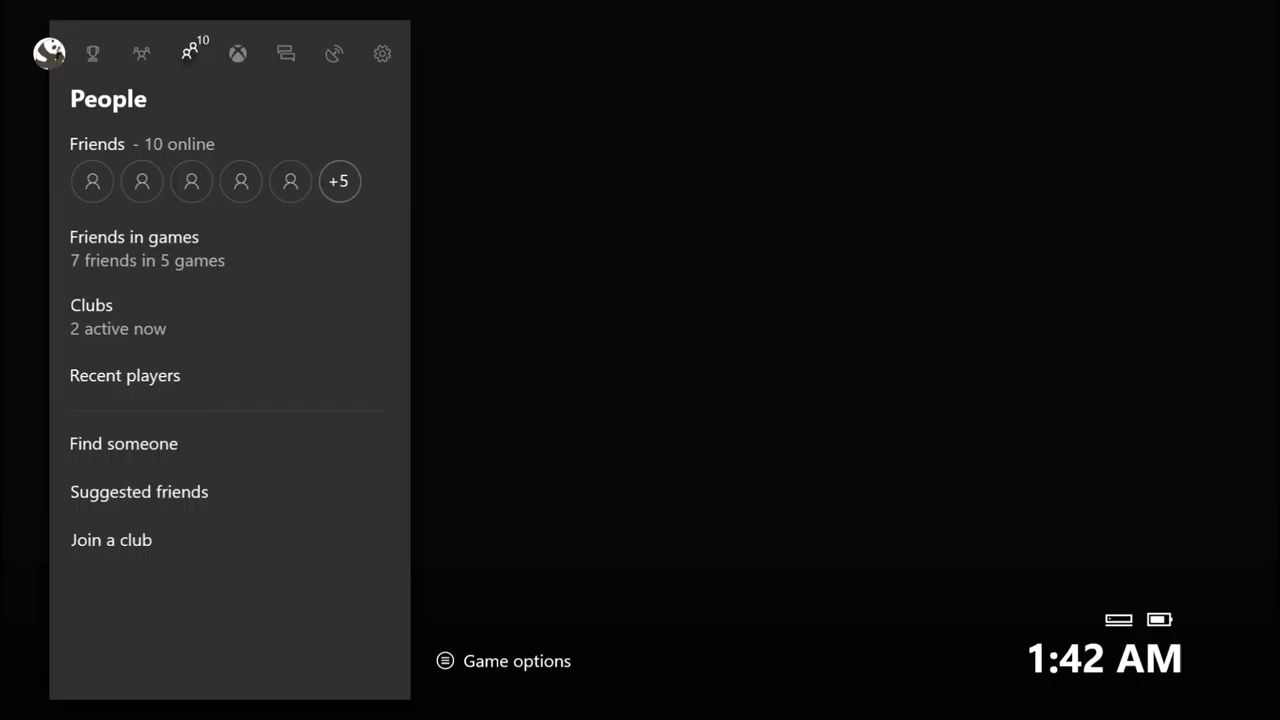 10
People
Friends - 10 online
+5
Friends in games
7 friends in 5 games
Clubs
2 active now
Recent players
Find someone
Suggested friends
Join a club
Game options
1:42 AM